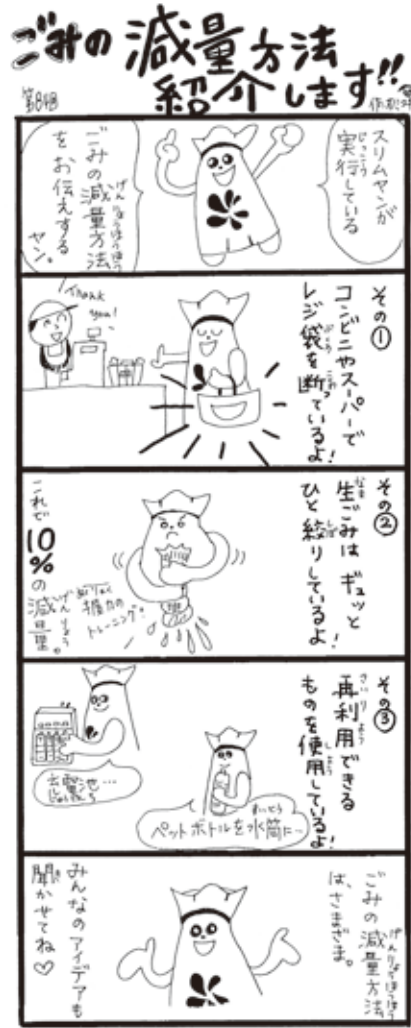 ごみの減量方法
紹介します!!
第84回
スリムヤンが
実行している
ごみの減量方法
をお伝えする
ヤン。
その①
コンビニやスーパーで
レジ袋を断っているよ!
Thank
you!
その②
生ごみは ギュッと
ひと絞りしているよ!
握力の
トレーニング!
これで
10%の減量。
その③
再利用できる
ものを使用しているよ!
充電池…
ペットボトルを水筒に…
ごみの減量方法
は、さまざま。
みんなのアイデアも
聞かせてね♡